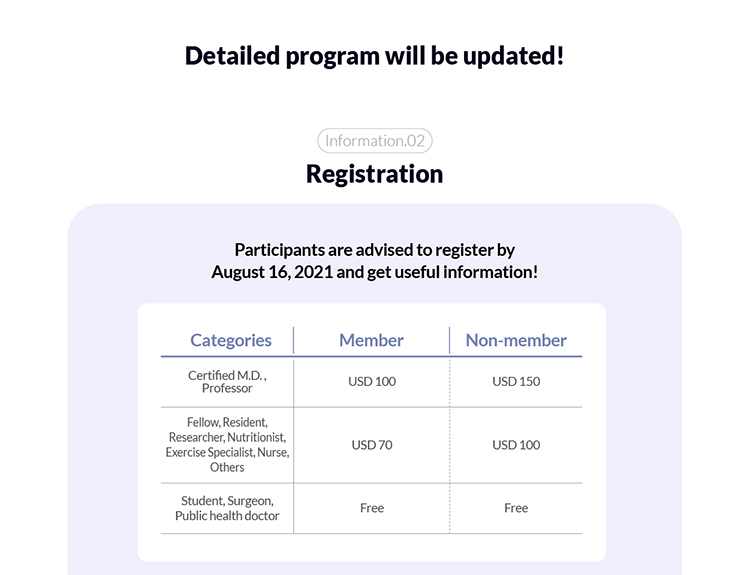 Detailed program will be updated!
Information.02
Registration
Participants are advised to register by
August 16, 2021 and get useful information!
Categories Member Non-member
Certified M.D. ,
Professor
USD 100 USD 150
Fellow, Resident,
Researcher, Nutritionist,
Exercise Specialist, Nurse,
Others
USD 70 USD 100
Student, Surgeon,
Public health doctor
Free Free